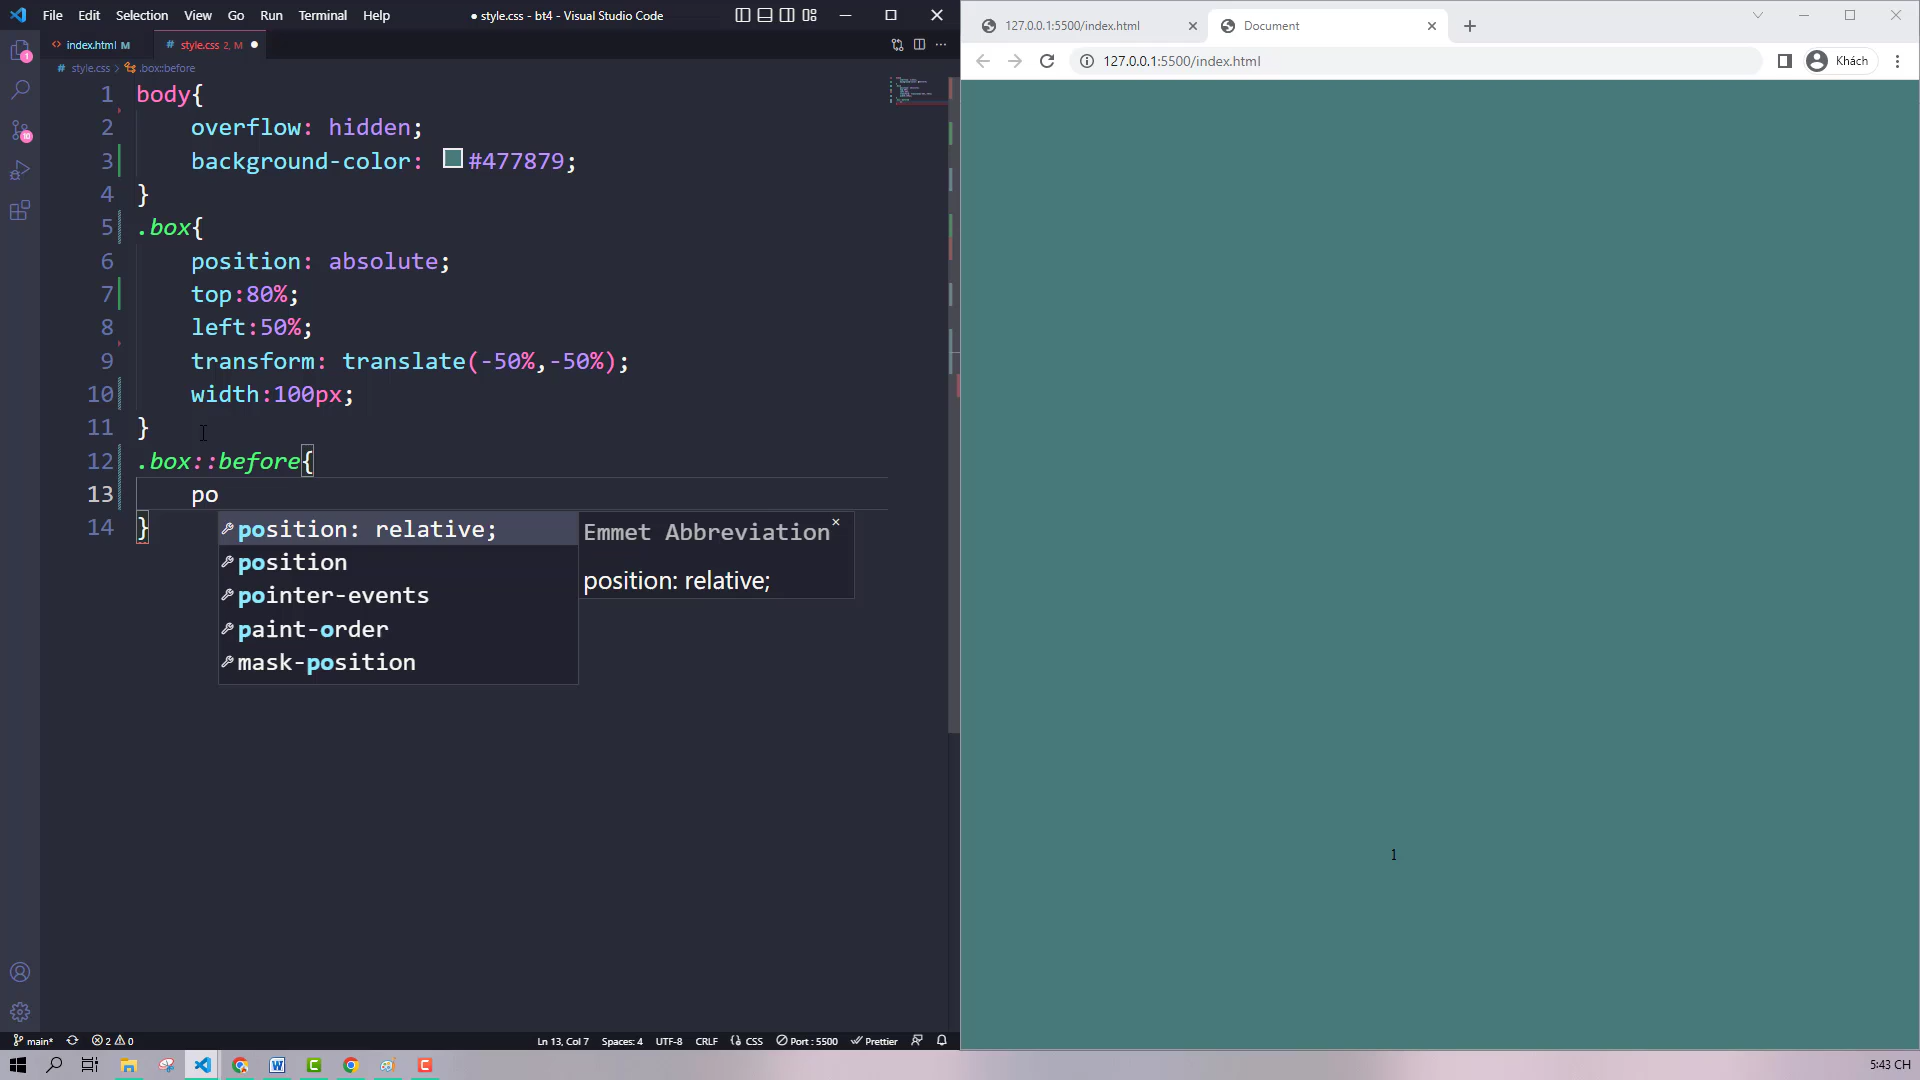 File Edit Selection View Go Run Terminal Help
● style.css - bt4 - Visual Studio Code
<> index.html M
# style.css 2, M ●
# style.css > .box::before
1 body{
2 overflow: hidden;
3 background-color: #477879;
4 }
5 .box{
6 position: absolute;
7 top:80%;
8 left:50%;
9 transform: translate(-50%,-50%);
10 width:100px;
11 }
12 .box::before{
13 po
14 }
position: relative;
position
pointer-events
paint-order
mask-position
Emmet Abbreviation
position: relative;
1
10
main* 2 0
Ln 13, Col 7 Spaces: 4 UTF-8 CRLF {} CSS Port : 5500 Prettier
127.0.0.1:5500/index.html
Document
127.0.0.1:5500/index.html
Khách
1
5:43 CH